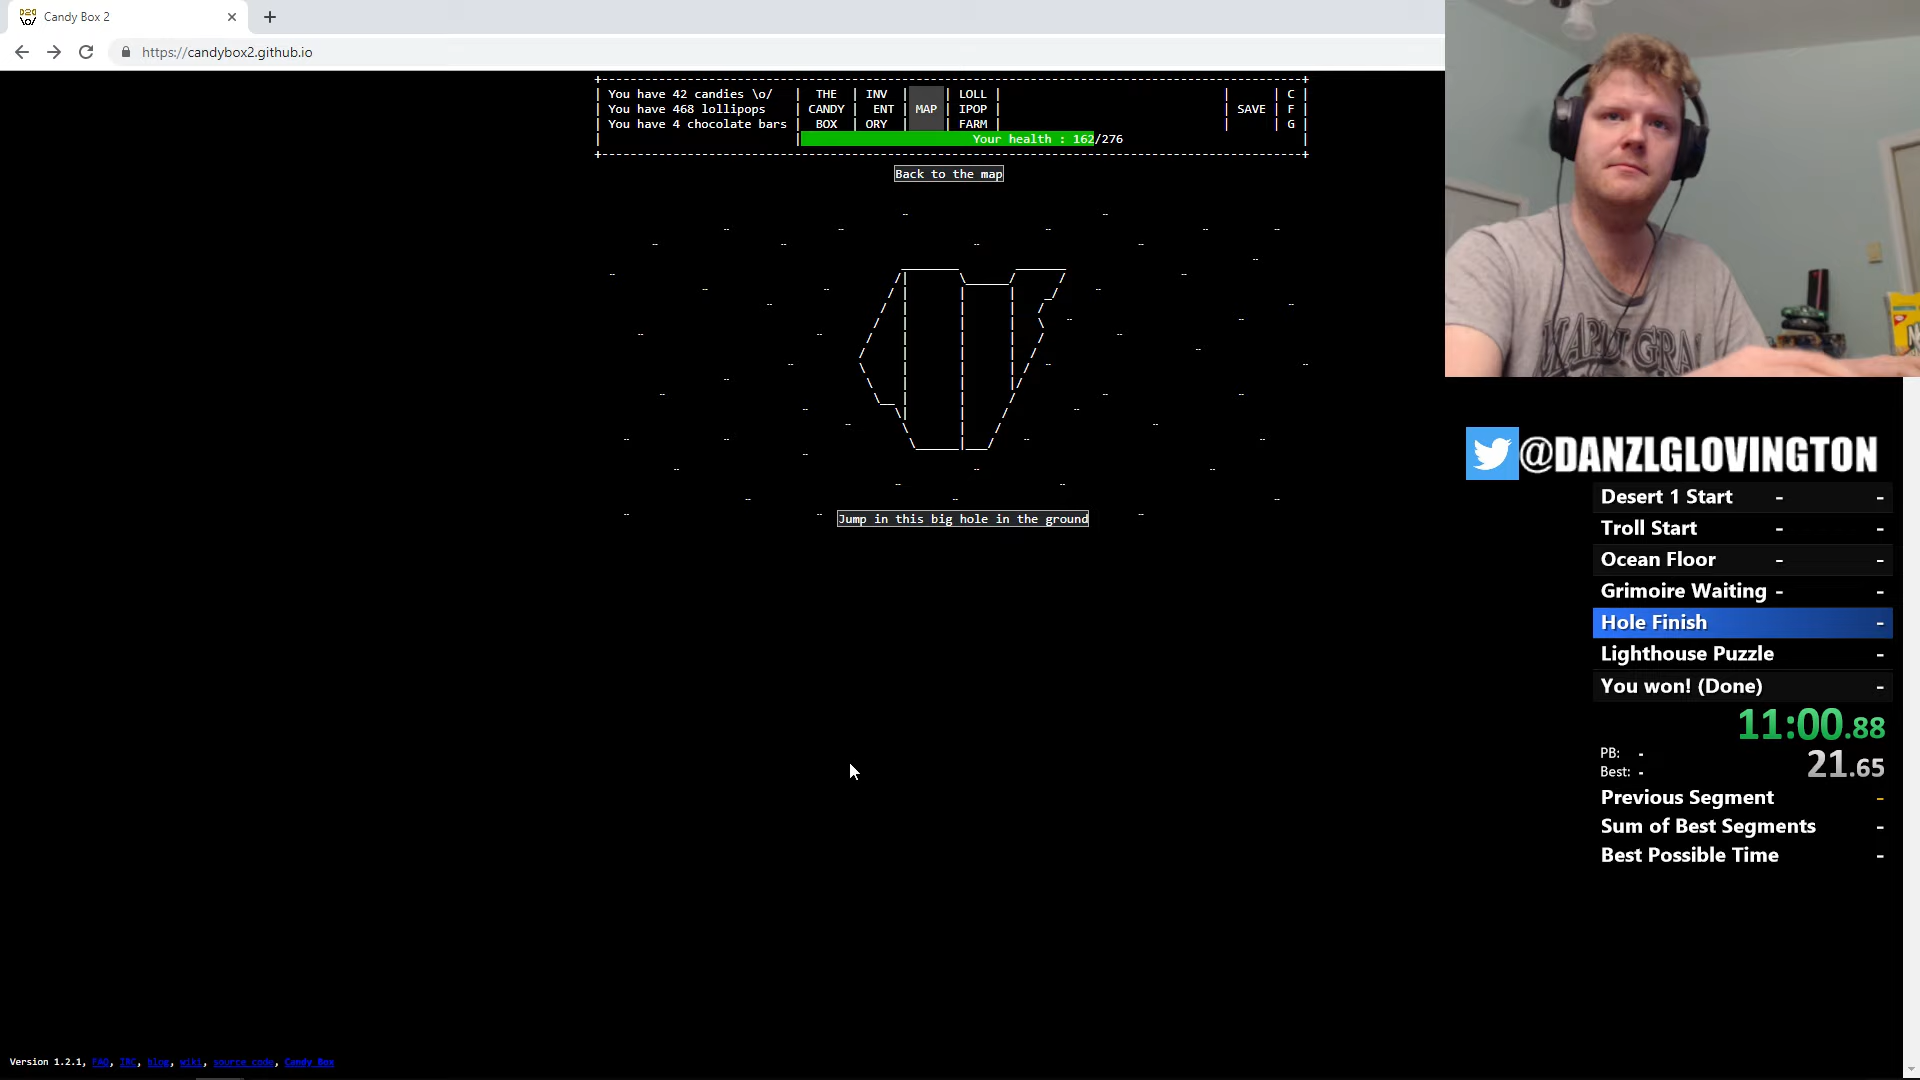 Candy Box 2
https://candybox2.github.io
You have 42 candies \o/ | THE | INV | | LOLL | | | C |
You have 468 lollipops | CANDY | ENT | MAP | IPOP | | SAVE | F |
You have 4 chocolate bars | BOX | ORY | | FARM | | | G |
Your health : 162/276
Back to the map
Jump in this big hole in the ground
@DANZLGLOVINGTON
Desert 1 Start - -
Troll Start - -
Ocean Floor - -
Grimoire Waiting - -
Hole Finish -
Lighthouse Puzzle -
You won! (Done) -
11:00.88
PB: -
Best: -
21.65
Previous Segment -
Sum of Best Segments -
Best Possible Time -
Version 1.2.1, FAQ, IRC, blog, wiki, source code, Candy Box